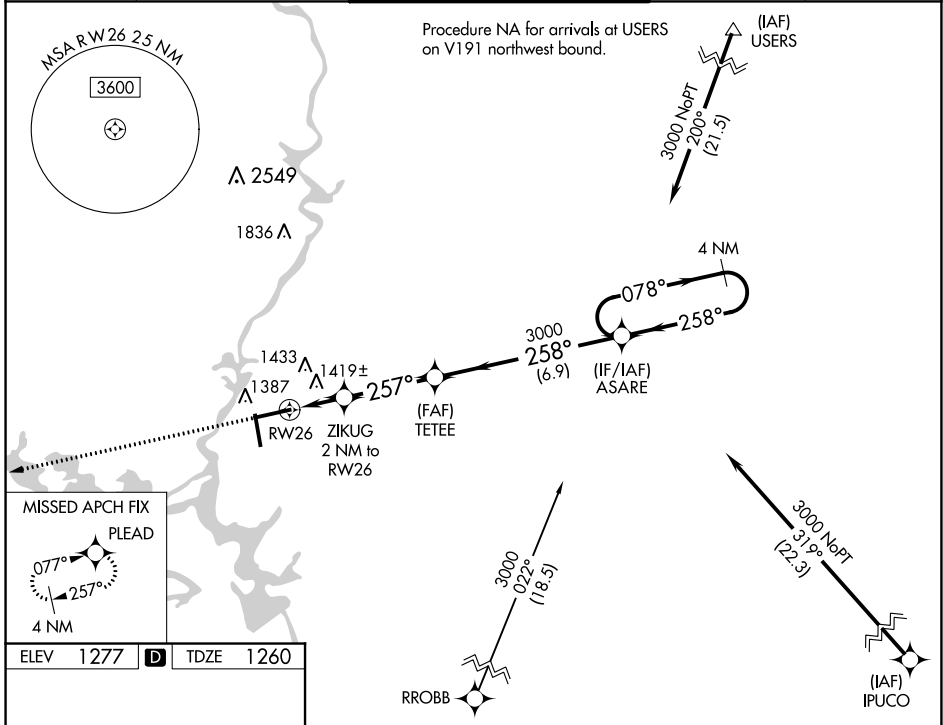 MSA RW26 25 NM
3600
Procedure NA for arrivals at USERS
on V191 northwest bound.
(IAF)
USERS
3000 NoPT
200°
(21.5)
2549
1836
4 NM
078°
258°
3000
258°
(6.9)
(IF/IAF)
ASARE
1433
1419±
1387
257°
(FAF)
TETEE
RW26
ZIKUG
2 NM to
RW26
MISSED APCH FIX
PLEAD
077°
257°
4 NM
3000
022°
(18.5)
RROBB
3000 NoPT
319°
(22.3)
(IAF)
IPUCO
ELEV 1277 D TDZE 1260